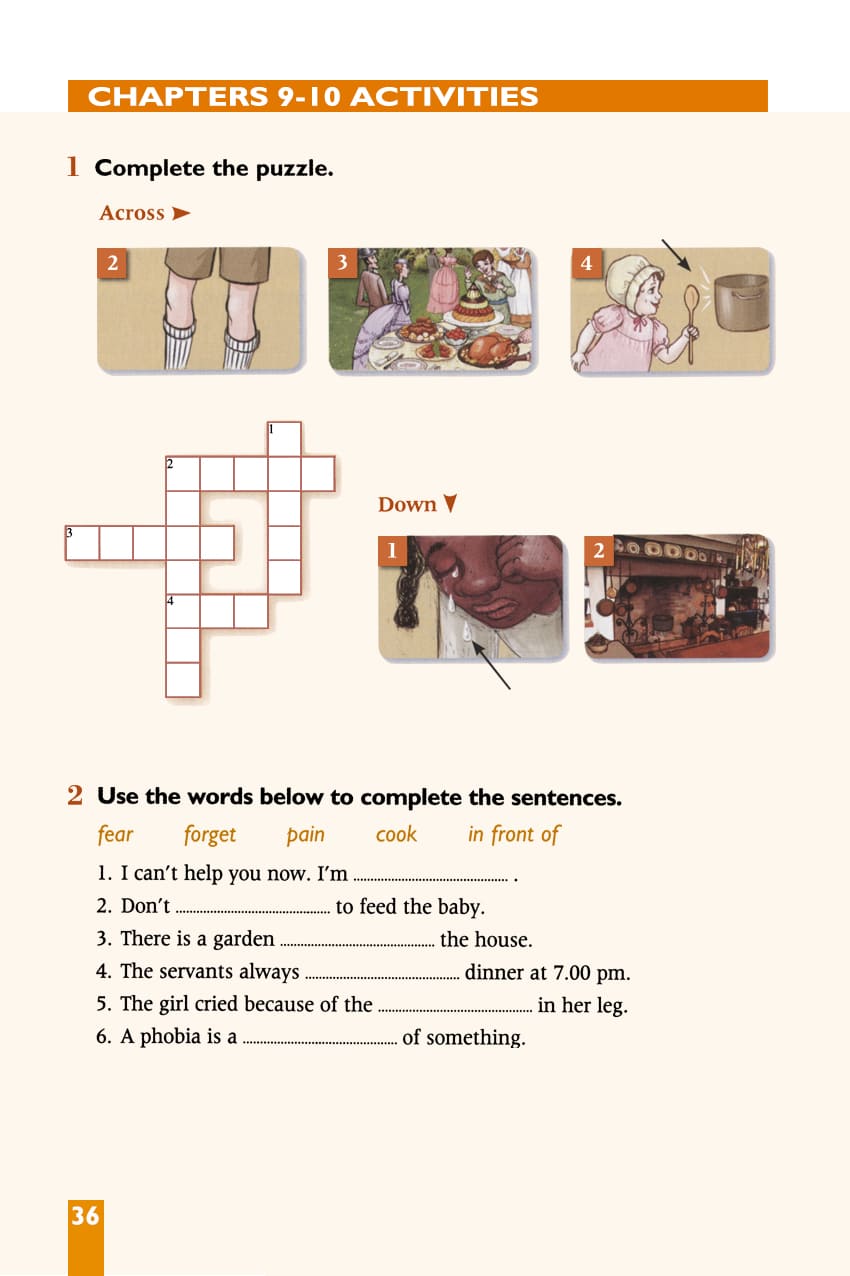 CHAPTERS 9-10 ACTIVITIES
1 Complete the puzzle.
Across ➤
2
3
4
1
2
3
4
Down ➤
1
2
2 Use the words below to complete the sentences.
fear forget pain cook in front of
1. I can't help you now. I'm ............................................. .
2. Don't ............................................. to feed the baby.
3. There is a garden ............................................. the house.
4. The servants always ............................................. dinner at 7.00 pm.
5. The girl cried because of the ............................................. in her leg.
6. A phobia is a ............................................. of something.
36